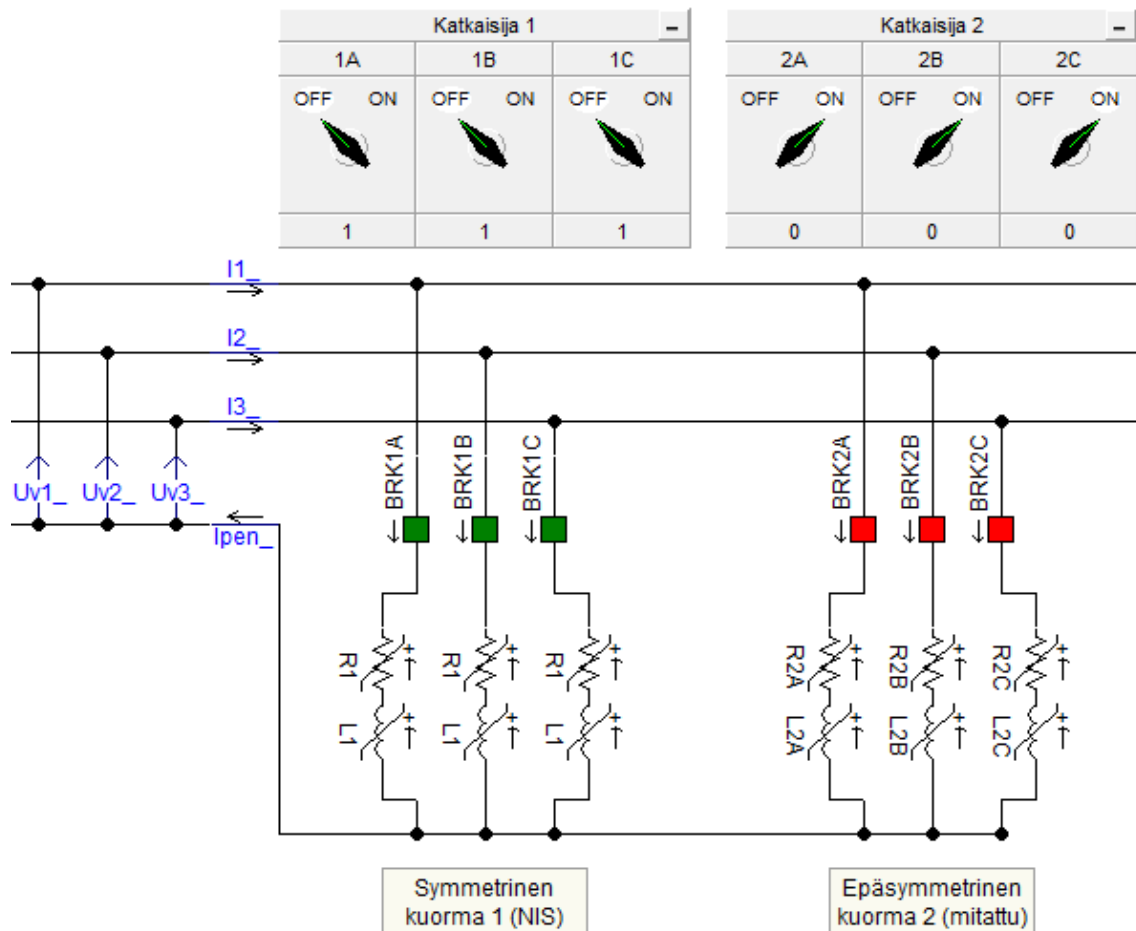 Katkaisija 1
1A 1B 1C
OFF ON OFF ON OFF ON
1 1 1
Katkaisija 2
2A 2B 2C
OFF ON OFF ON OFF ON
0 0 0
I1_
I2_
I3_
Uv1_ Uv2_ Uv3_
Ipen_
BRK1A BRK1B BRK1C
BRK2A BRK2B BRK2C
R1 R1 R1
L1 L1 L1
R2A R2B R2C
L2A L2B L2C
Symmetrinen
kuorma 1 (NIS)
Epäsymmetrinen
kuorma 2 (mitattu)